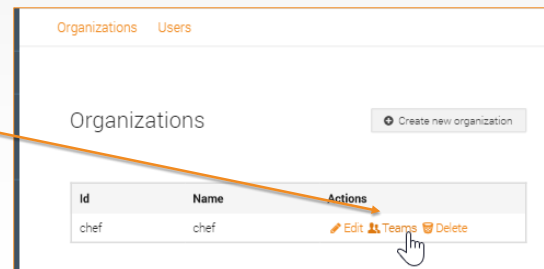 Organizations Users
Organizations
Create new organization
Id Name Actions
chef chef Edit Teams Delete